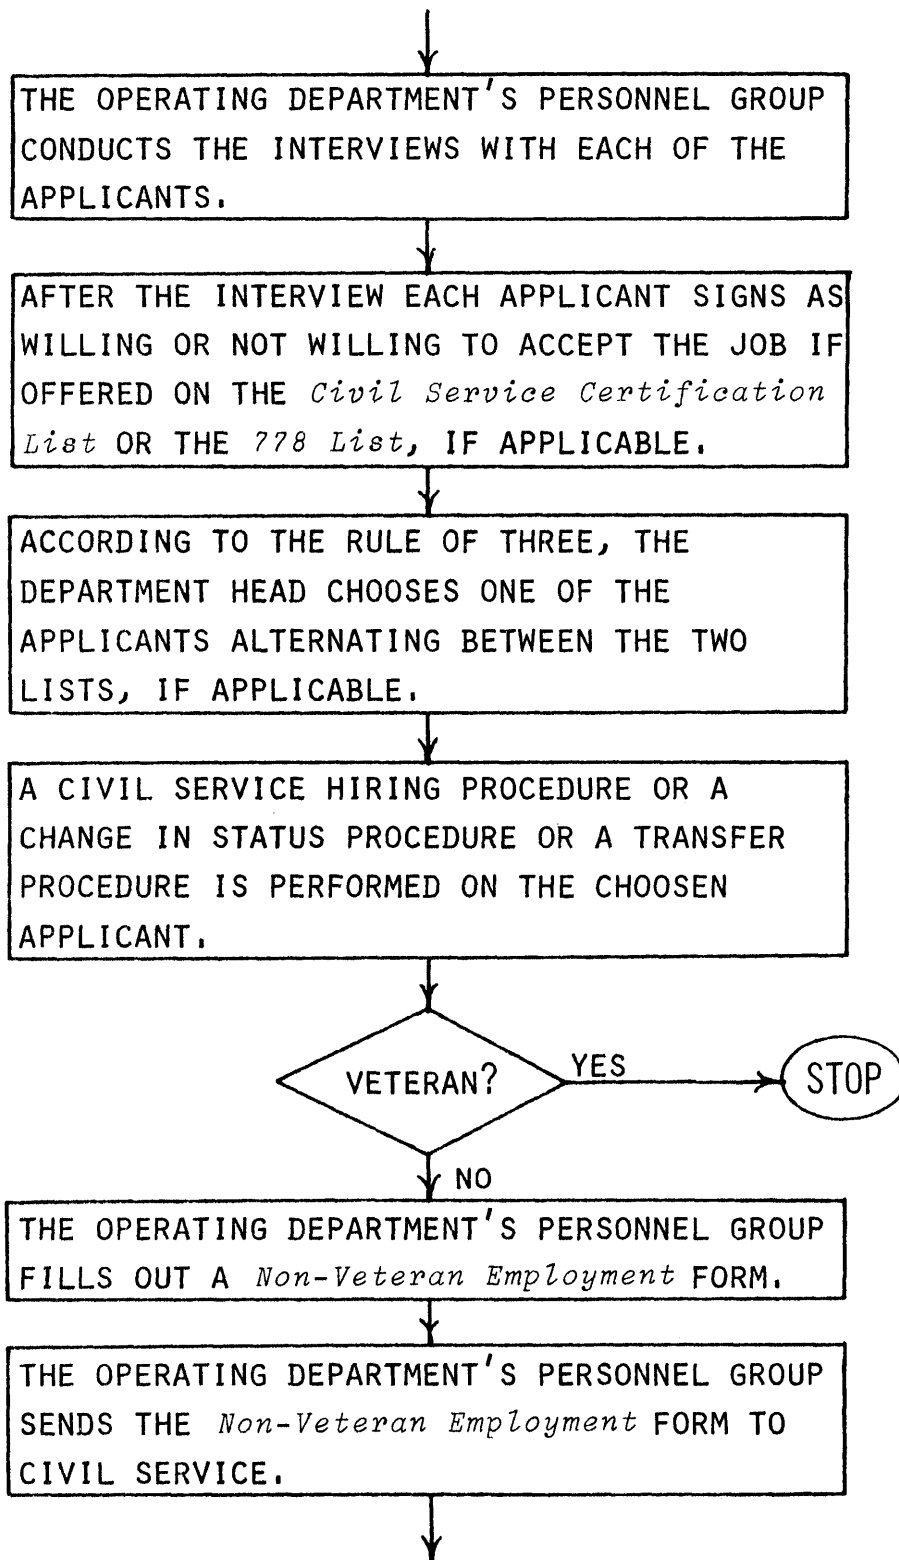 THE OPERATING DEPARTMENT'S PERSONNEL GROUP
CONDUCTS THE INTERVIEWS WITH EACH OF THE
APPLICANTS.
AFTER THE INTERVIEW EACH APPLICANT SIGNS AS
WILLING OR NOT WILLING TO ACCEPT THE JOB IF
OFFERED ON THE Civil Service Certification
List OR THE 778 List, IF APPLICABLE.
ACCORDING TO THE RULE OF THREE, THE
DEPARTMENT HEAD CHOOSES ONE OF THE
APPLICANTS ALTERNATING BETWEEN THE TWO
LISTS, IF APPLICABLE.
A CIVIL SERVICE HIRING PROCEDURE OR A
CHANGE IN STATUS PROCEDURE OR A TRANSFER
PROCEDURE IS PERFORMED ON THE CHOOSEN
APPLICANT.
VETERAN?
YES
STOP
NO
THE OPERATING DEPARTMENT'S PERSONNEL GROUP
FILLS OUT A Non-Veteran Employment FORM.
THE OPERATING DEPARTMENT'S PERSONNEL GROUP
SENDS THE Non-Veteran Employment FORM TO
CIVIL SERVICE.